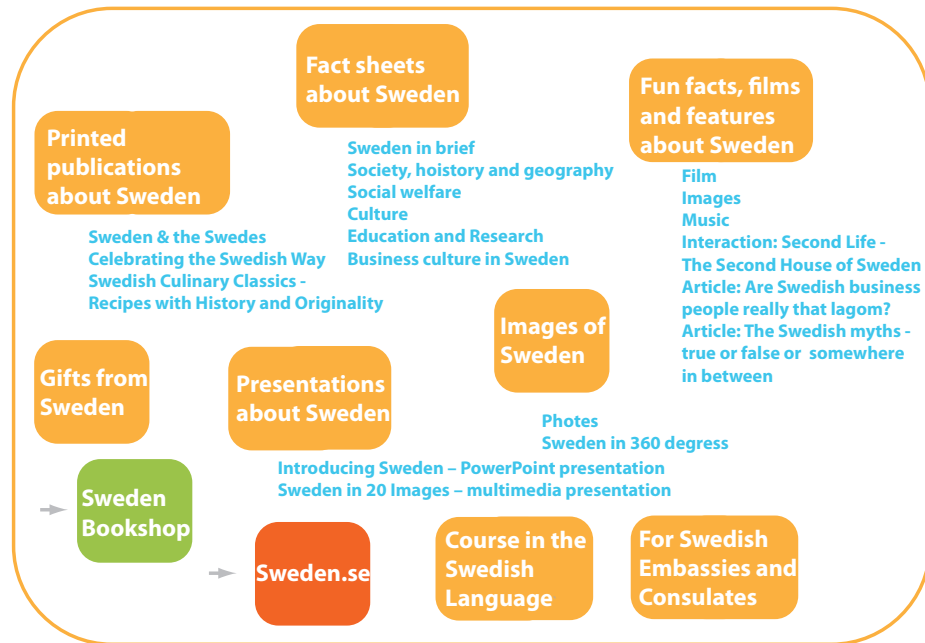 Fact sheets
about Sweden
Sweden in brief
Society, hoistory and geography
Social welfare
Culture
Education and Research
Business culture in Sweden
Fun facts, films
and features
about Sweden
Film
Images
Music
Interaction: Second Life -
The Second House of Sweden
Article: Are Swedish business
people really that lagom?
Article: The Swedish myths -
true or false or somewhere
in between
Printed
publications
about Sweden
Sweden & the Swedes
Celebrating the Swedish Way
Swedish Culinary Classics -
Recipes with History and Originality
Images of
Sweden
Photos
Sweden in 360 degress
Gifts from
Sweden
Presentations
about Sweden
Introducing Sweden – PowerPoint presentation
Sweden in 20 Images – multimedia presentation
Sweden
Bookshop
Sweden.se
Course in the
Swedish
Language
For Swedish
Embassies and
Consulates